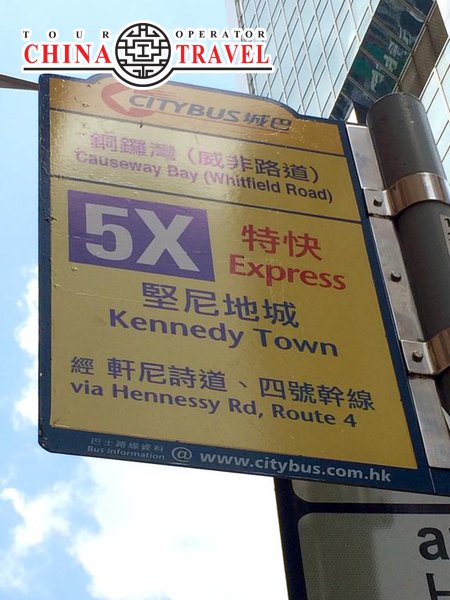 TOUR OPERATOR
CHINA TRAVEL
CITYBUS 城巴
銅鑼灣 (威非路道)
Causeway Bay (Whitfield Road)
5X 特快
Express
堅尼地城
Kennedy Town
經 軒尼詩道、四號幹線
via Hennessy Rd, Route 4
巴士路線資料
Bus information @ www.citybus.com.hk